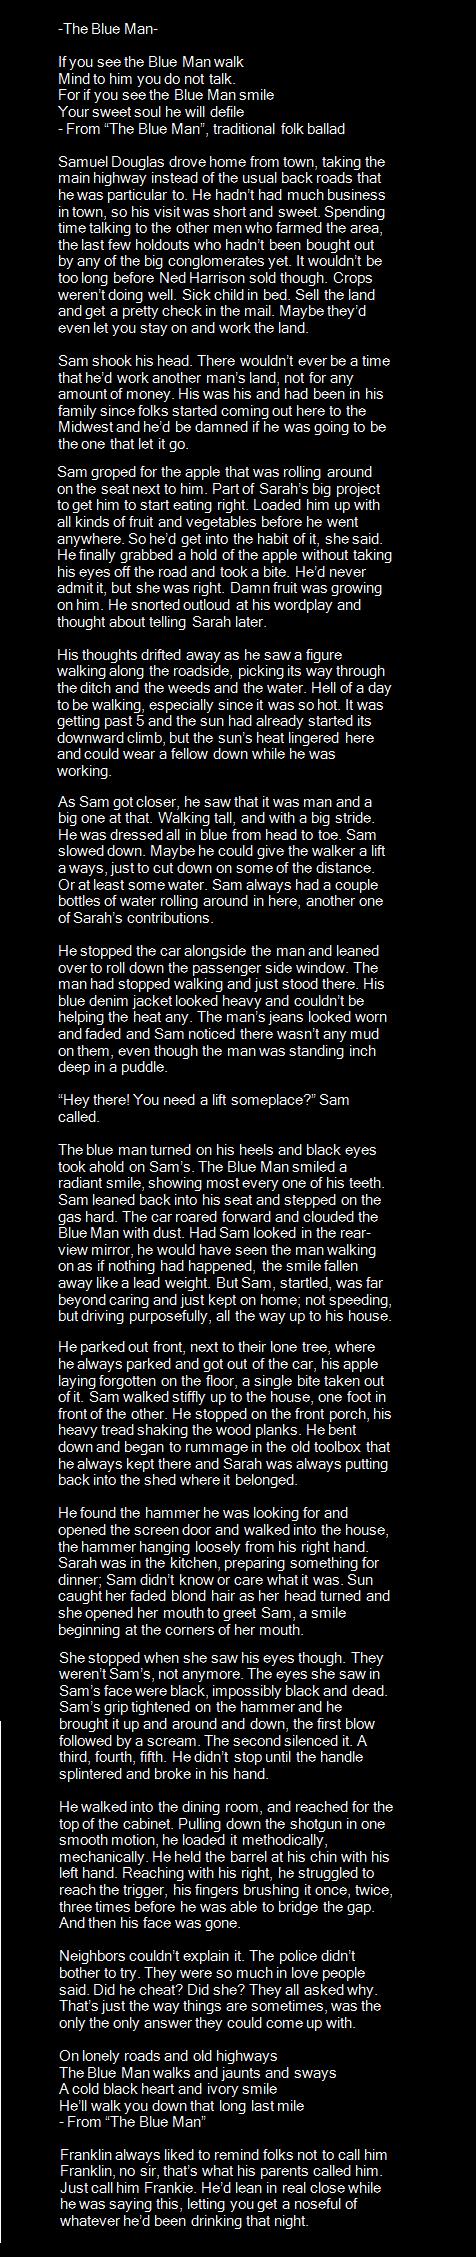 -The Blue Man-
If you see the Blue Man walk
Mind to him you do not talk.
For if you see the Blue Man smile
Your sweet soul he will defile
- From “The Blue Man”, traditional folk ballad
Samuel Douglas drove home from town, taking the
main highway instead of the usual back roads that
he was particular to. He hadn’t had much business
in town, so his visit was short and sweet. Spending
time talking to the other men who farmed the area,
the last few holdouts who hadn’t been bought out
by any of the big conglomerates yet. It wouldn’t be
too long before Ned Harrison sold though. Crops
weren’t doing well. Sick child in bed. Sell the land
and get a pretty check in the mail. Maybe they’d
even let you stay on and work the land.
Sam shook his head. There wouldn’t ever be a time
that he’d work another man’s land, not for any
amount of money. His was his and had been in his
family since folks started coming out here to the
Midwest and he’d be damned if he was going to be
the one that let it go.
Sam groped for the apple that was rolling around
on the seat next to him. Part of Sarah’s big project
to get him to start eating right. Loaded him up with
all kinds of fruit and vegetables before he went
anywhere. So he’d get into the habit of it, she said.
He finally grabbed a hold of the apple without taking
his eyes off the road and took a bite. He’d never
admit it, but she was right. Damn fruit was growing
on him. He snorted outloud at his wordplay and
thought about telling Sarah later.
His thoughts drifted away as he saw a figure
walking along the roadside, picking its way through
the ditch and the weeds and the water. Hell of a day
to be walking, especially since it was so hot. It was
getting past 5 and the sun had already started its
downward climb, but the sun’s heat lingered here
and could wear a fellow down while he was
working.
As Sam got closer, he saw that it was man and a
big one at that. Walking tall, and with a big stride.
He was dressed all in blue from head to toe. Sam
slowed down. Maybe he could give the walker a lift
a ways, just to cut down on some of the distance.
Or at least some water. Sam always had a couple
bottles of water rolling around in here, another one
of Sarah’s contributions.
He stopped the car alongside the man and leaned
over to roll down the passenger side window. The
man had stopped walking and just stood there. His
blue denim jacket looked heavy and couldn’t be
helping the heat any. The man’s jeans looked worn
and faded and Sam noticed there wasn’t any mud
on them, even though the man was standing inch
deep in a puddle.
“Hey there! You need a lift someplace?” Sam
called.
The blue man turned on his heels and black eyes
took ahold on Sam’s. The Blue Man smiled a
radiant smile, showing most every one of his teeth.
Sam leaned back into his seat and stepped on the
gas hard. The car roared forward and clouded the
Blue Man with dust. Had Sam looked in the rear-
view mirror, he would have seen the man walking
on as if nothing had happened, the smile fallen
away like a lead weight. But Sam, startled, was far
beyond caring and just kept on home; not speeding,
but driving purposefully, all the way up to his house.
He parked out front, next to their lone tree, where
he always parked and got out of the car, his apple
laying forgotten on the floor, a single bite taken out
of it. Sam walked stiffly up to the house, one foot in
front of the other. He stopped on the front porch, his
heavy tread shaking the wood planks. He bent
down and began to rummage in the old toolbox that
he always kept there and Sarah was always putting
back into the shed where it belonged.
He found the hammer he was looking for and
opened the screen door and walked into the house,
the hammer hanging loosely from his right hand.
Sarah was in the kitchen, preparing something for
dinner; Sam didn’t know or care what it was. Sun
caught her faded blond hair as her head turned and
she opened her mouth to greet Sam, a smile
beginning at the corners of her mouth.
She stopped when she saw his eyes though. They
weren’t Sam’s, not anymore. The eyes she saw in
Sam’s face were black, impossibly black and dead.
Sam’s grip tightened on the hammer and he
brought it up and around and down, the first blow
followed by a scream. The second silenced it. A
third, fourth, fifth. He didn’t stop until the handle
splintered and broke in his hand.
He walked into the dining room, and reached for the
top of the cabinet. Pulling down the shotgun in one
smooth motion, he loaded it methodically,
mechanically. He held the barrel at his chin with his
left hand. Reaching with his right, he struggled to
reach the trigger, his fingers brushing it once, twice,
three times before he was able to bridge the gap.
And then his face was gone.
Neighbors couldn’t explain it. The police didn’t
bother to try. They were so much in love people
said. Did he cheat? Did she? They all asked why.
That’s just the way things are sometimes, was the
only the only answer they could come up with.
On lonely roads and old highways
The Blue Man walks and jaunts and sways
A cold black heart and ivory smile
He’ll walk you down that long last mile
- From “The Blue Man”
Franklin always liked to remind folks not to call him
Franklin, no sir, that’s what his parents called him.
Just call him Frankie. He’d lean in real close while
he was saying this, letting you get a noseful of
whatever he’d been drinking that night.